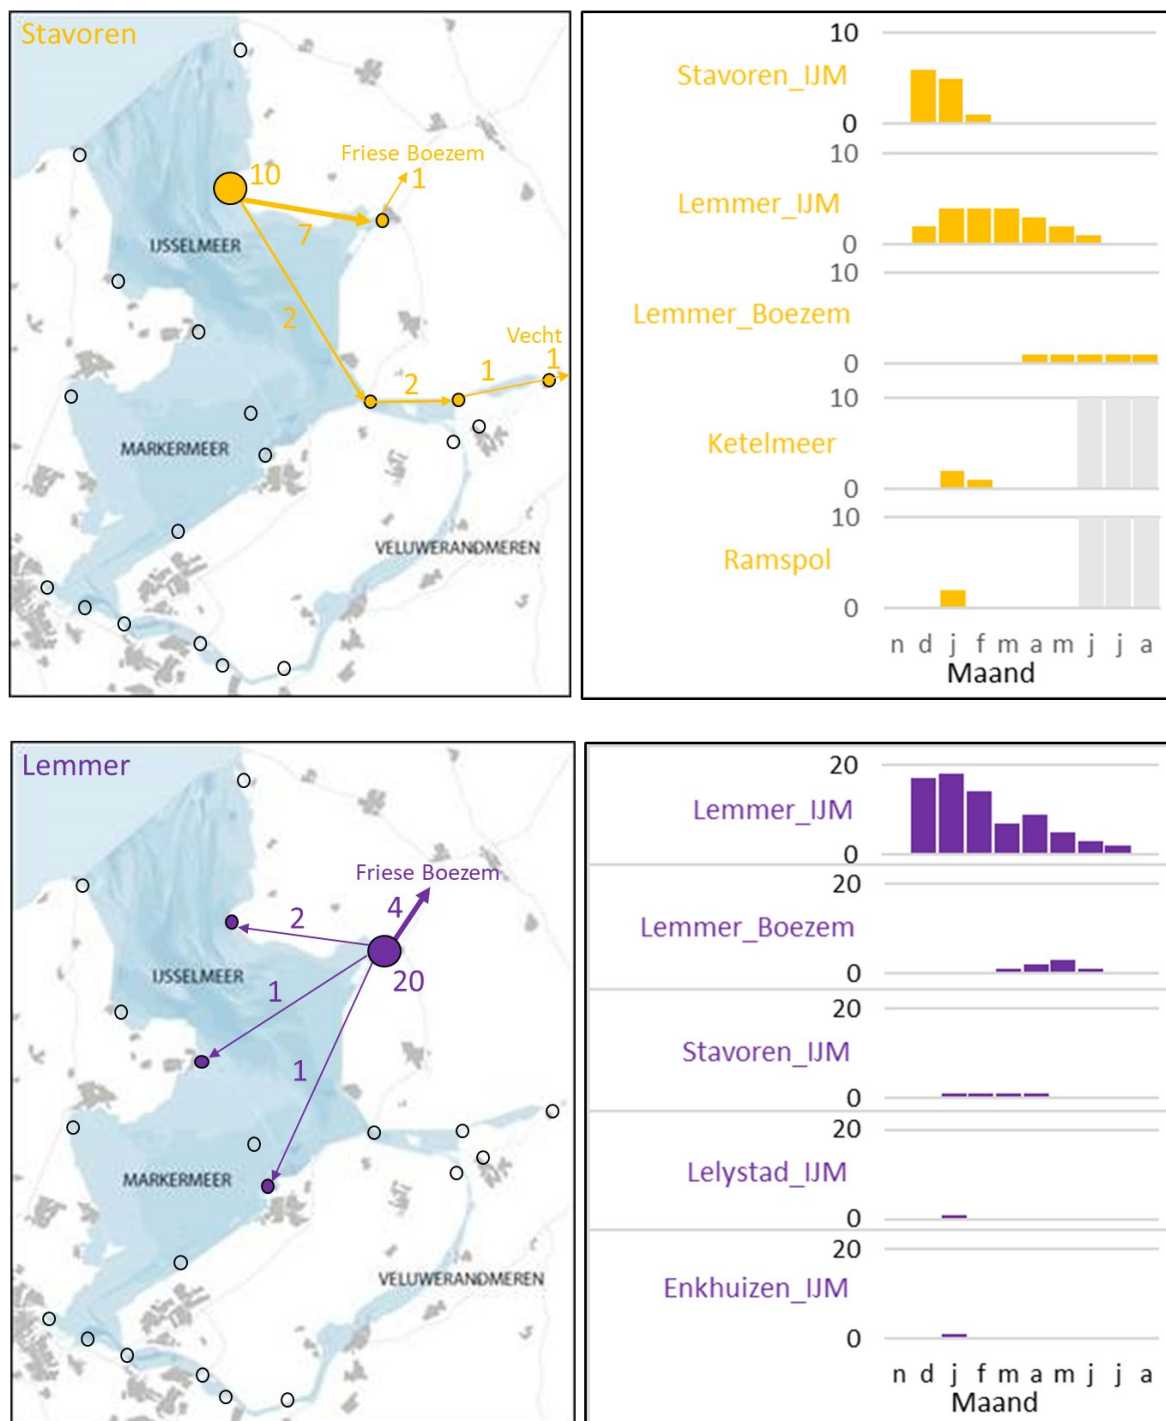 Stavoren
Friese Boezem
10
1
7
IJSSELMEER
2
Vecht
1
1
2
MARKERMEER
VELUWERANDMEREN
10
Stavoren_IJM
0
10
Lemmer_IJM
0
10
Lemmer_Boezem
0
10
Ketelmeer
0
10
Ramspol
0
n d j f m a m j j a
Maand
Lemmer
Friese Boezem
4
2
IJSSELMEER
20
1
1
MARKERMEER
VELUWERANDMEREN
20
Lemmer_IJM
0
20
Lemmer_Boezem
0
20
Stavoren_IJM
0
20
Lelystad_IJM
0
20
Enkhuizen_IJM
0
n d j f m a m j j a
Maand